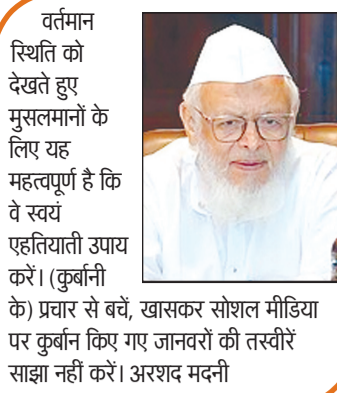 वर्तमान
स्थिति को
देखते हुए
मुसलमानों के
लिए यह
महत्वपूर्ण है कि
वे स्वयं
एहतियाती उपाय
करें। (कुर्बानी
के) प्रचार से बचें, खासकर सोशल मीडिया
पर कुर्बान किए गए जानवरों की तस्वीरें
साझा नहीं करें। अरशद मदनी